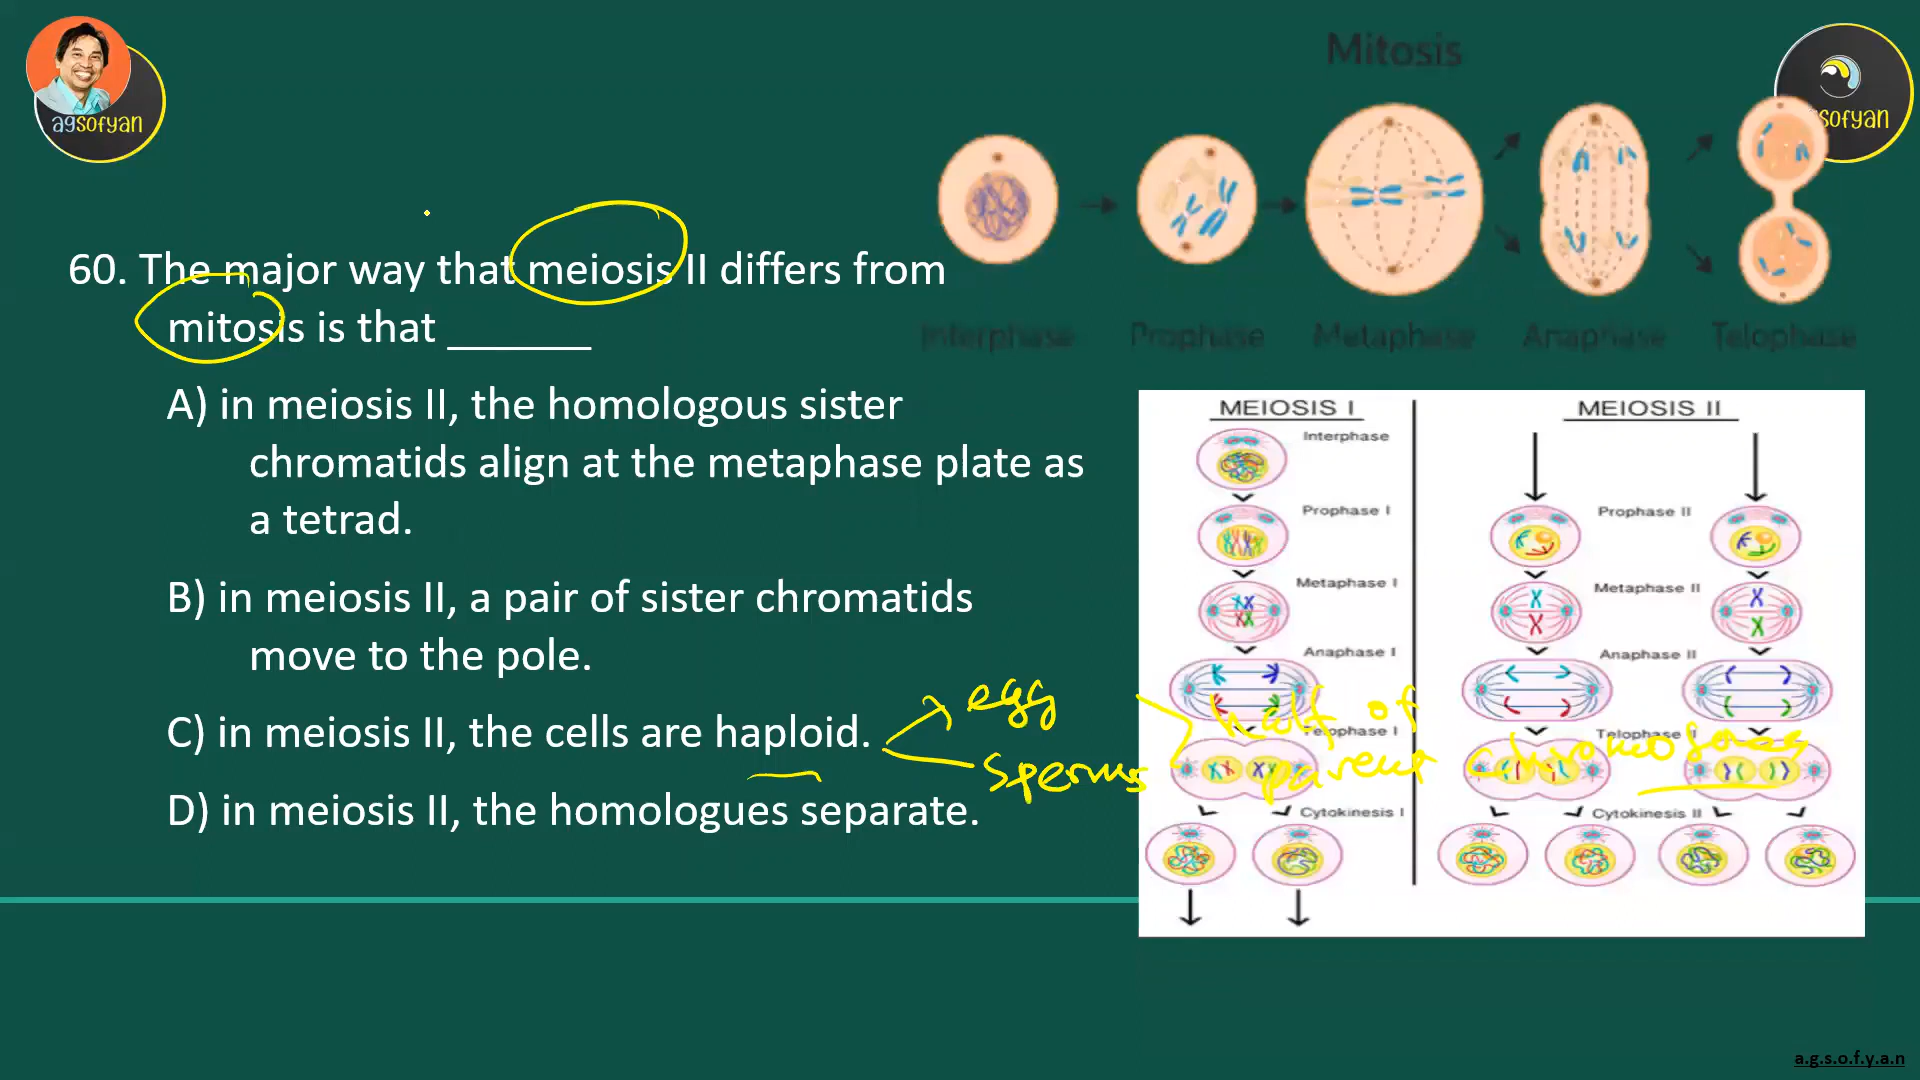 agsofyan
Mitosis
sofyan
Interphase
Prophase
Metaphase
Anaphase
Telophase
60. The major way that meiosis II differs from
mitosis is that _______
A) in meiosis II, the homologous sister
chromatids align at the metaphase plate as
a tetrad.
B) in meiosis II, a pair of sister chromatids
move to the pole.
C) in meiosis II, the cells are haploid.
D) in meiosis II, the homologues separate.
egg
sperms
half of
parent chromosomes
MEIOSIS I
Interphase
Prophase I
Metaphase I
Anaphase I
Telophase I
Cytokinesis I
MEIOSIS II
Prophase II
Metaphase II
Anaphase II
Cytokinesis II
a.g.s.o.f.y.a.n